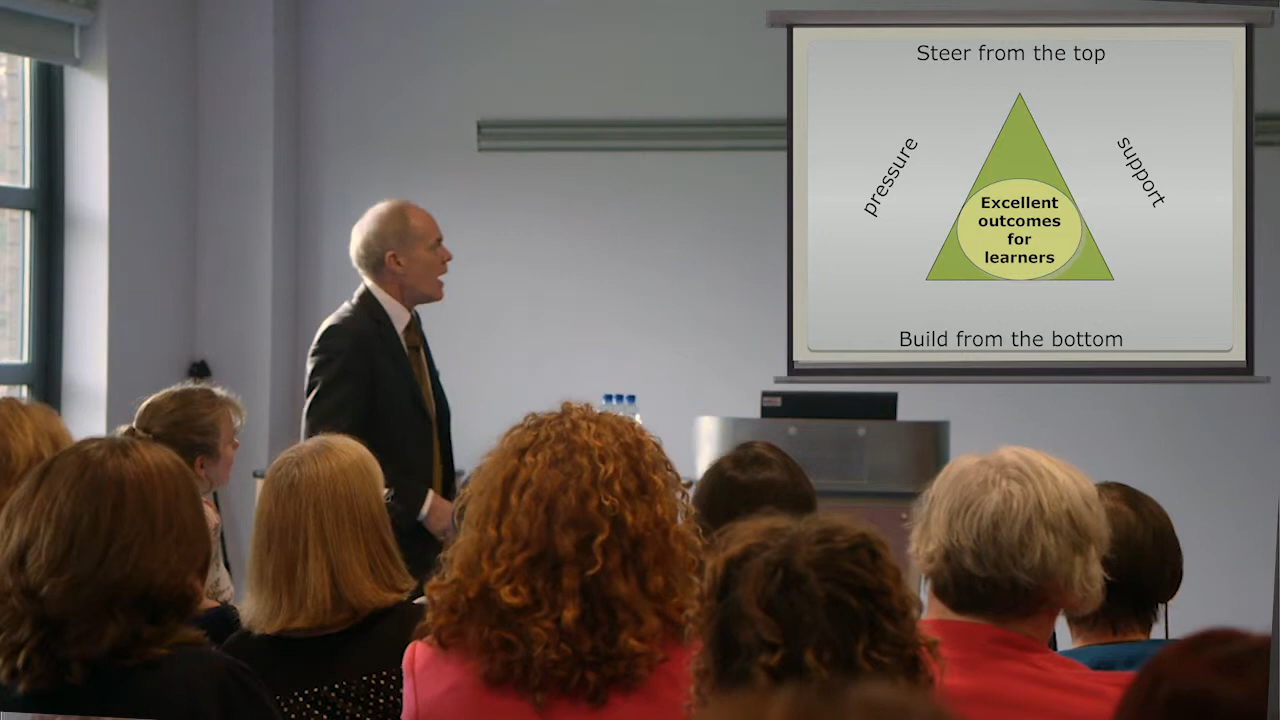 Steer from the top
pressure
support
Excellent
outcomes
for
learners
Build from the bottom